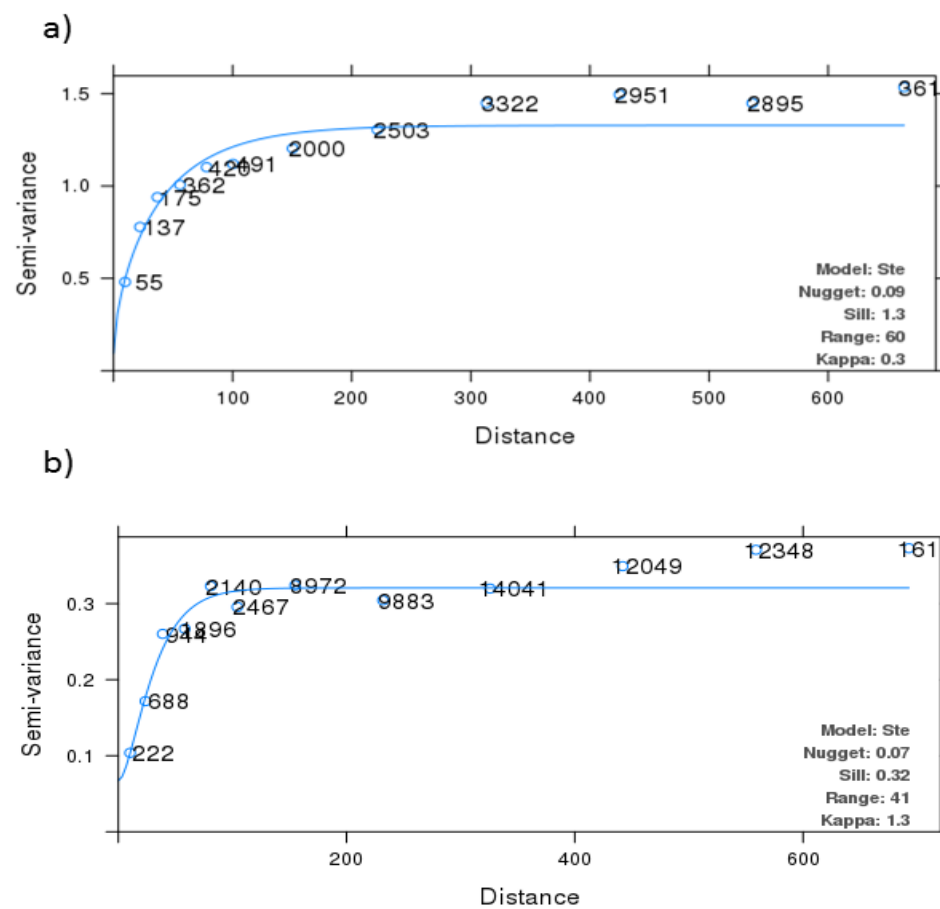 a)
Semi-variance
1.5
1.0
0.5
55
137
175
362
420
491
2000
2503
3322
2951
2895
361
Model: Ste
Nugget: 0.09
Sill: 1.3
Range: 60
Kappa: 0.3
100 200 300 400 500 600
Distance
b)
Semi-variance
0.3
0.2
0.1
222
688
944
1896
2140
2467
8972
9883
14041
12049
12348
161
Model: Ste
Nugget: 0.07
Sill: 0.32
Range: 41
Kappa: 1.3
200 400 600
Distance